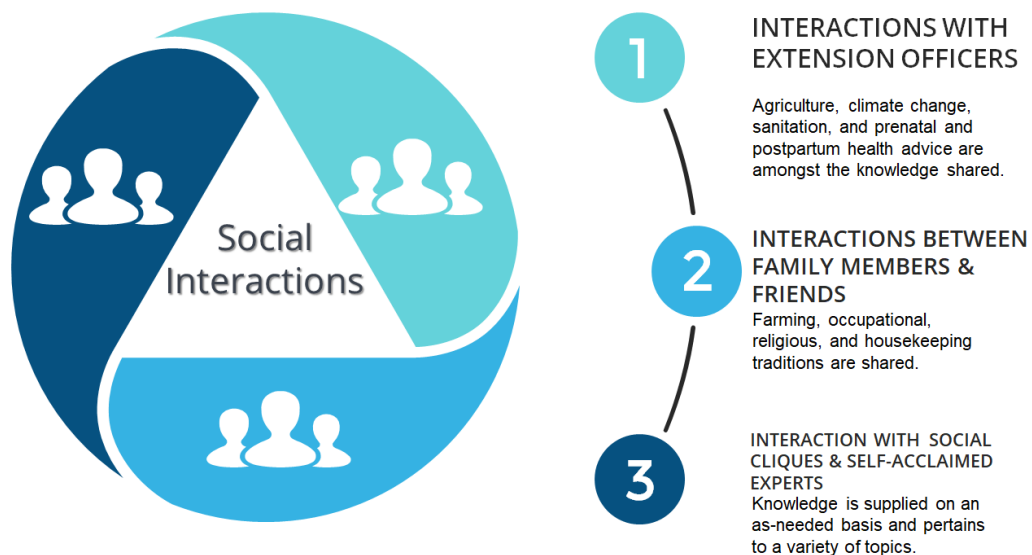 Social
Interactions
1
INTERACTIONS WITH
EXTENSION OFFICERS
Agriculture, climate change,
sanitation, and prenatal and
postpartum health advice are
amongst the knowledge shared.
2
INTERACTIONS BETWEEN
FAMILY MEMBERS &
FRIENDS
Farming, occupational,
religious, and housekeeping
traditions are shared.
3
INTERACTION WITH SOCIAL
CLIQUES & SELF-ACCLAIMED
EXPERTS
Knowledge is supplied on an
as-needed basis and pertains
to a variety of topics.